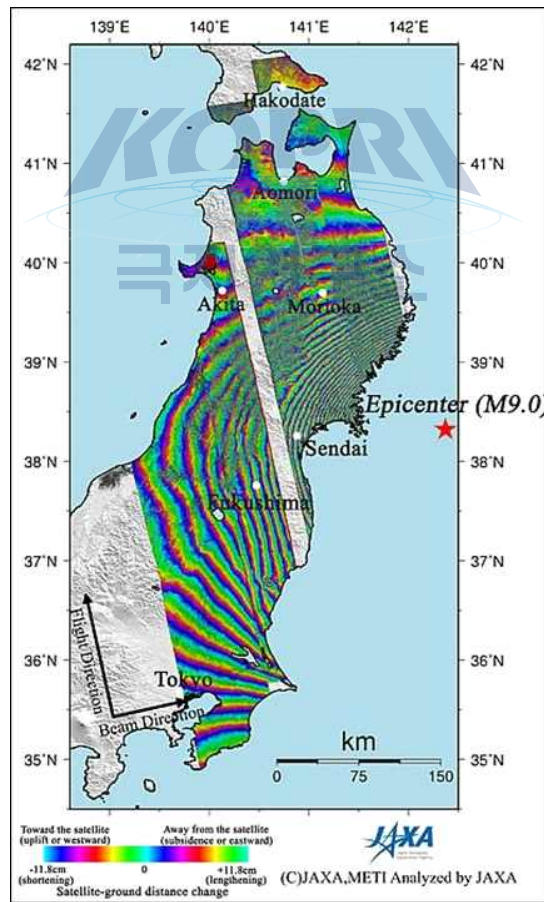 140°E 141°E 142°E
42°N 42°N
Hakodate
KOPRI
41°N 41°N
Aomori
40°N 40°N
Akita
Morioka
39°N 39°N
Epicenter (M9.0)
Sendai
38°N 38°N
Fukushima
37°N 37°N
Flight Direction
36°N 36°N
Tokyo
Beam Direction
km
35°N 35°N
0 75 150
Toward the satellite
(uplift or westward)
Away from the satellite
(subsidence or eastward)
-11.8cm
(shortening)
0
+11.8cm
(lengthening)
Satellite-ground distance change
JAXA
(C)JAXA,METI Analyzed by JAXA